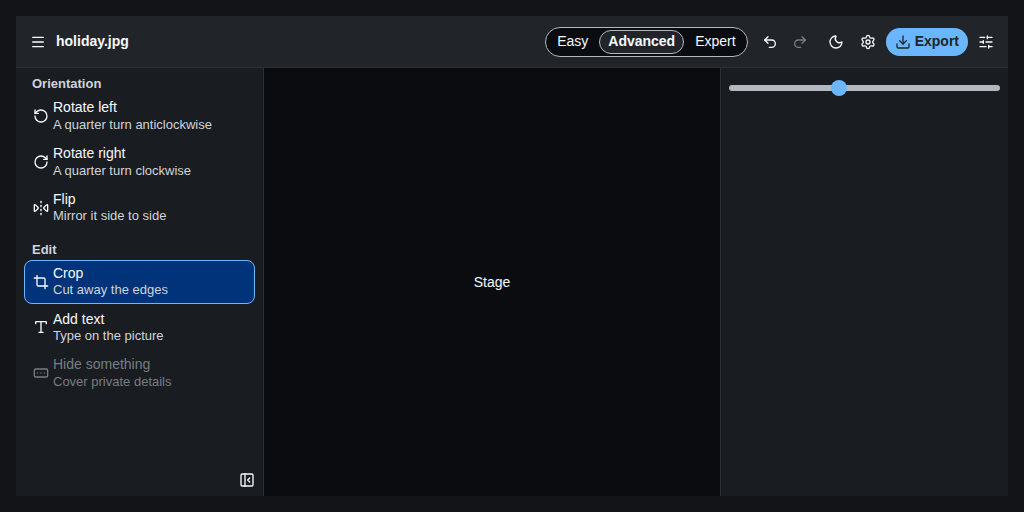 holiday.jpg
Easy Advanced Expert
Export
Orientation
Rotate left
A quarter turn anticlockwise
Rotate right
A quarter turn clockwise
Flip
Mirror it side to side
Edit
Crop
Cut away the edges
Add text
Type on the picture
Hide something
Cover private details
Stage